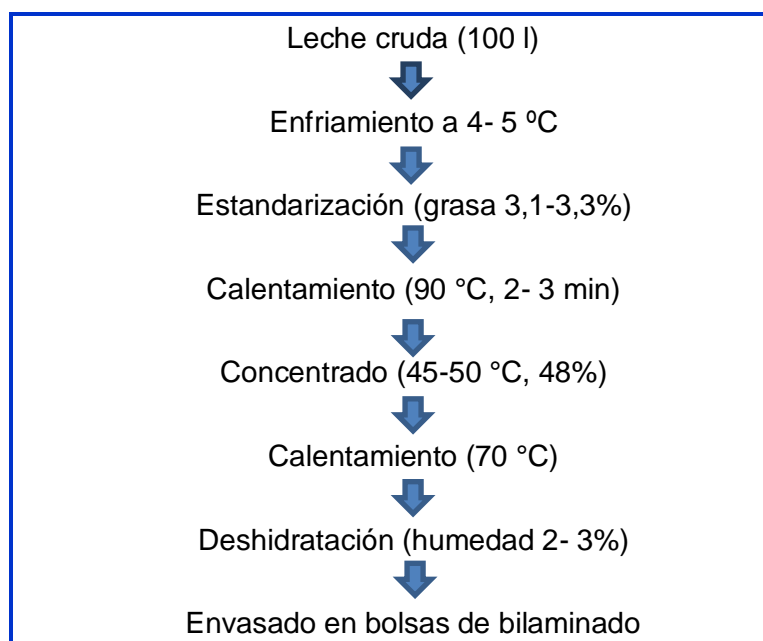 Leche cruda (100 l)
Enfriamiento a 4- 5 ºC
Estandarización (grasa 3,1-3,3%)
Calentamiento (90 °C, 2- 3 min)
Concentrado (45-50 °C, 48%)
Calentamiento (70 °C)
Deshidratación (humedad 2- 3%)
Envasado en bolsas de bilaminado